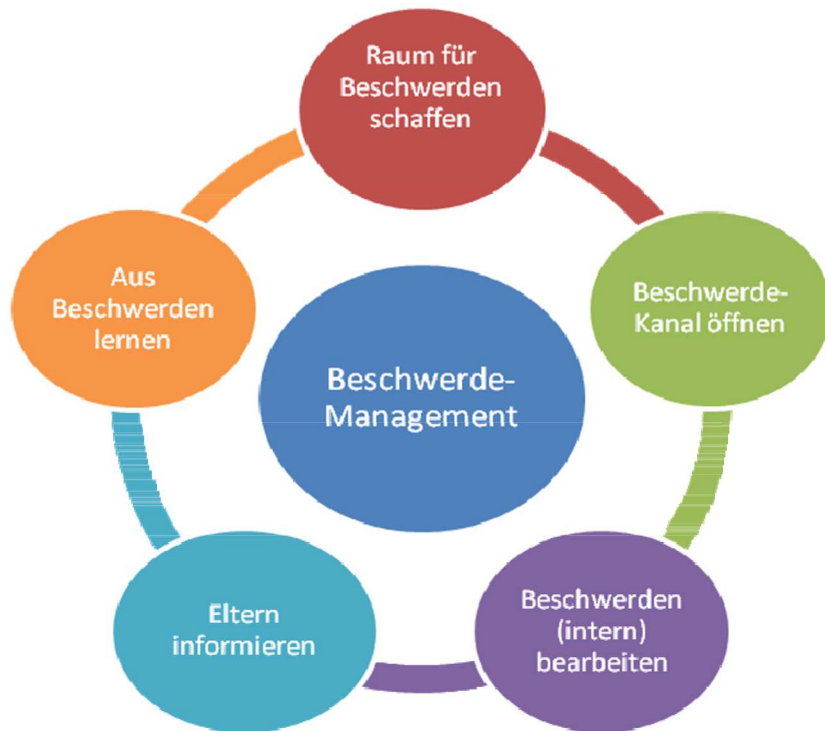 Raum für
Beschwerden
schaffen
Beschwerde-
Kanal öffnen
Beschwerden
(intern)
bearbeiten
Eltern
informieren
Aus
Beschwerden
lernen
Beschwerde-
Management